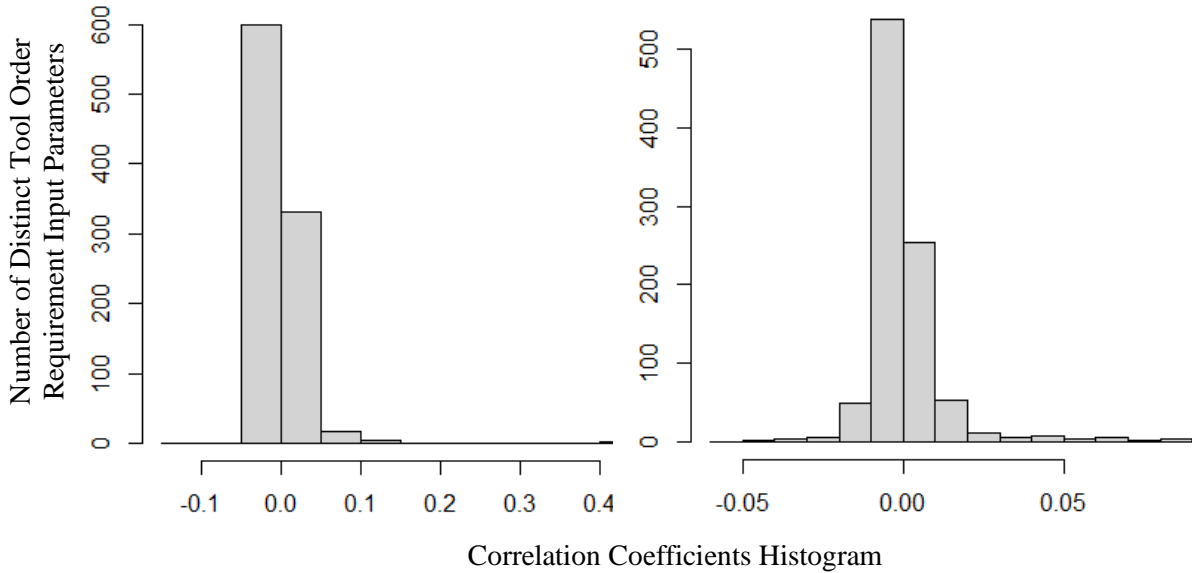 Number of Distinct Tool Order
Requirement Input Parameters
600
500
400
300
200
100
0
-0.1 0.0 0.1 0.2 0.3 0.4
500
400
300
200
100
0
-0.05 0.00 0.05
Correlation Coefficients Histogram